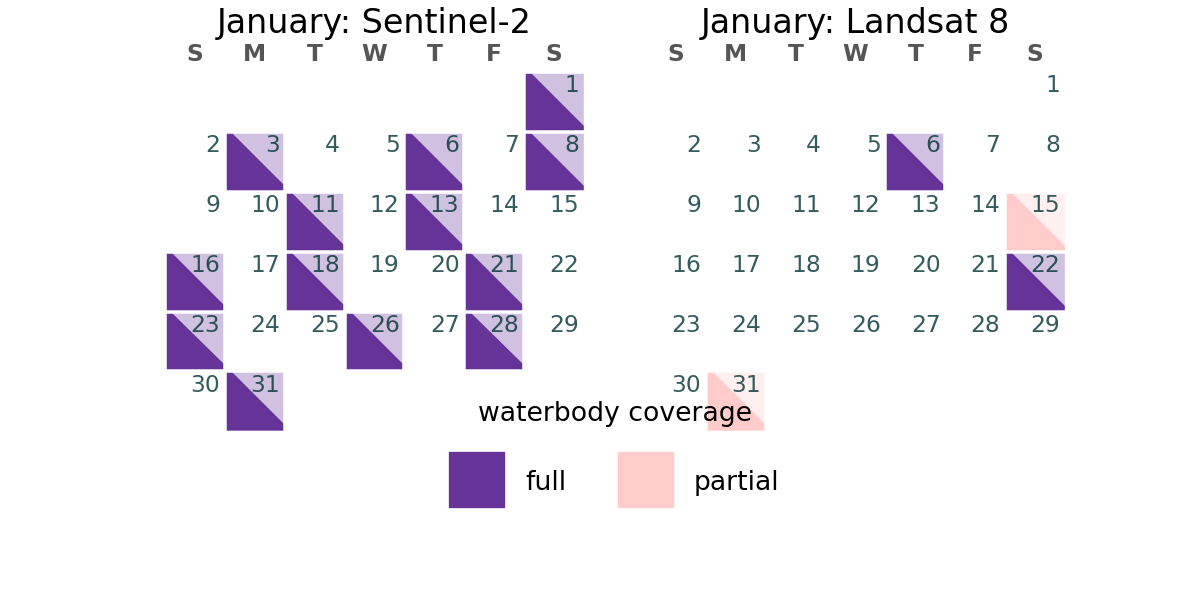 January: Sentinel-2
S M T W T F S
1
2 3 4 5 6 7 8
9 10 11 12 13 14 15
16 17 18 19 20 21 22
23 24 25 26 27 28 29
30 31
January: Landsat 8
S M T W T F S
1
2 3 4 5 6 7 8
9 10 11 12 13 14 15
16 17 18 19 20 21 22
23 24 25 26 27 28 29
30 31
waterbody coverage
full partial